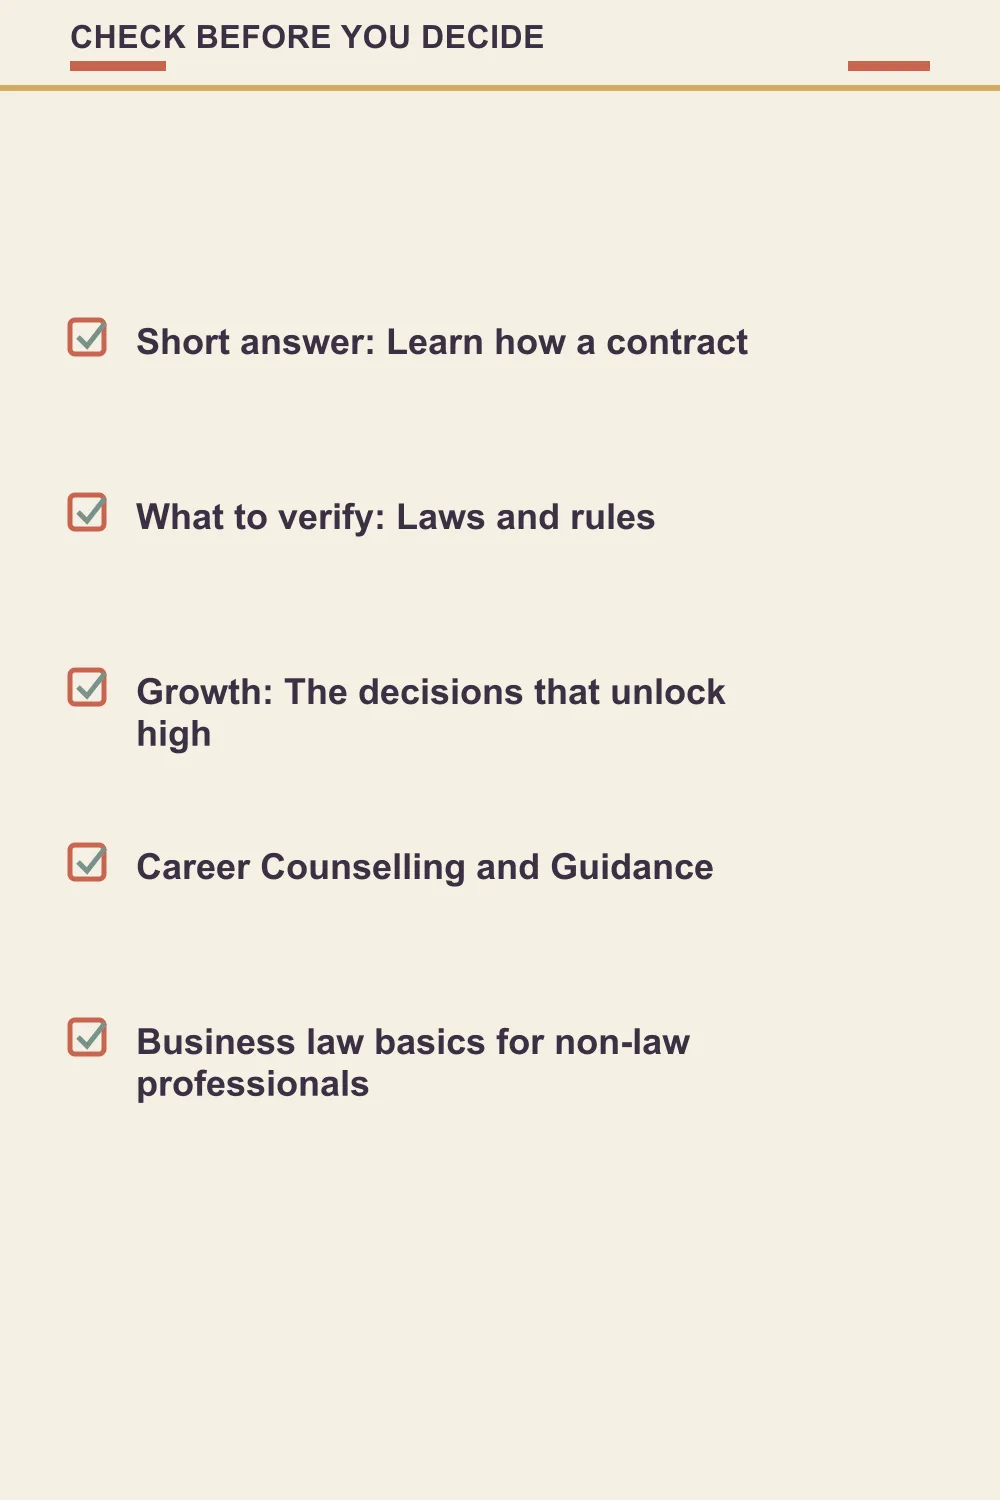 CHECK BEFORE YOU DECIDE
Short answer: Learn how a contract
What to verify: Laws and rules
Growth: The decisions that unlock
high
Career Counselling and Guidance
Business law basics for non-law
professionals